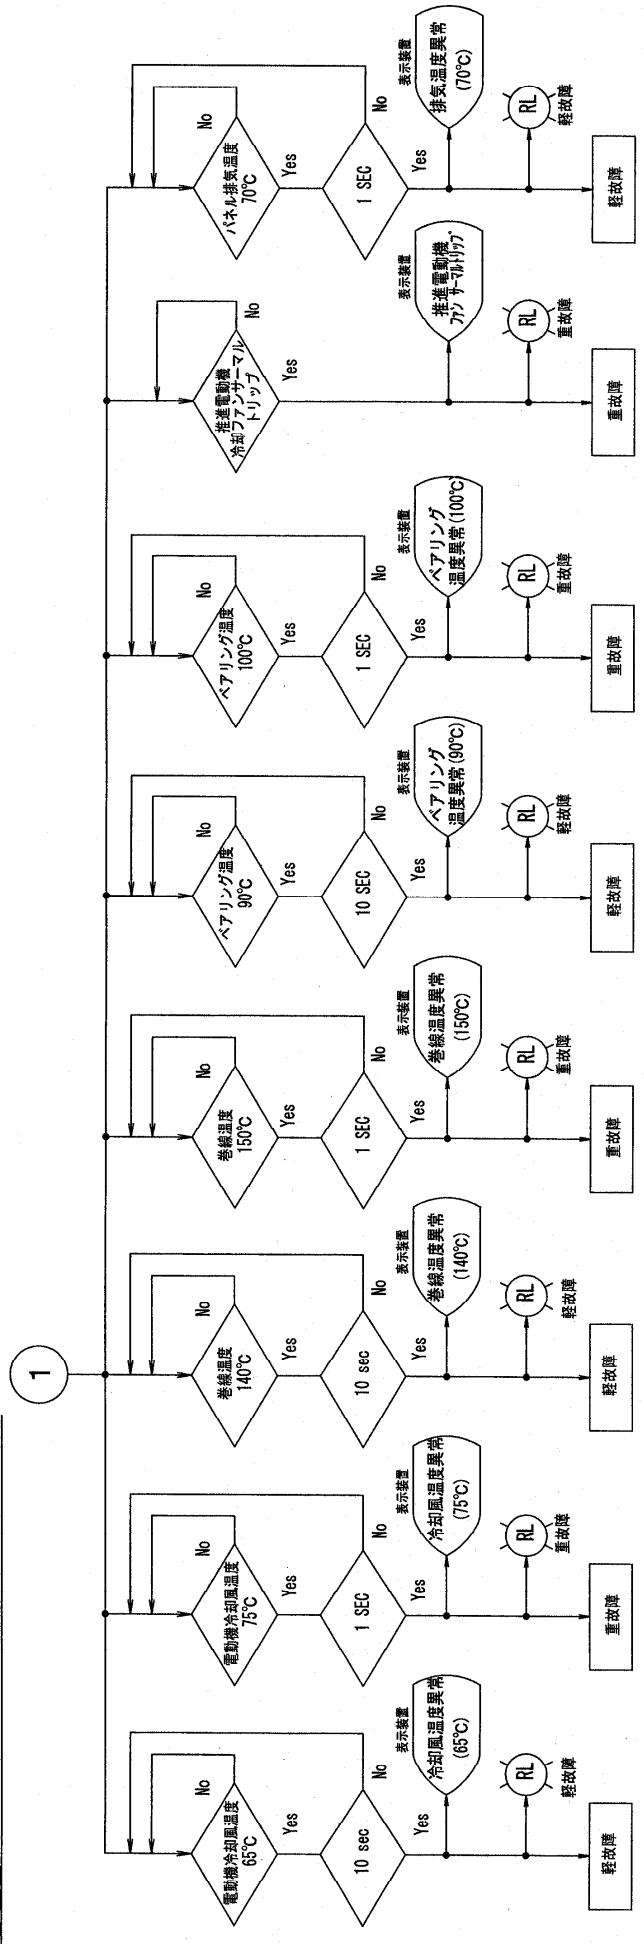 1
電動機冷却風温度
65℃
No
Yes
10 sec
No
Yes
表示装置
冷却風温度異常
(65℃)
RL
軽故障
軽故障
電動機冷却風温度
75℃
No
Yes
1 SEC
No
Yes
表示装置
冷却風温度異常
(75℃)
RL
重故障
重故障
巻線温度
140℃
No
Yes
10 sec
No
Yes
表示装置
巻線温度異常
(140℃)
RL
軽故障
軽故障
巻線温度
150℃
No
Yes
1 SEC
No
Yes
表示装置
巻線温度異常
(150℃)
RL
重故障
重故障
ベアリング温度
90℃
No
Yes
10 SEC
No
Yes
表示装置
ベアリング
温度異常(90℃)
RL
軽故障
軽故障
ベアリング温度
100℃
No
Yes
1 SEC
No
Yes
表示装置
ベアリング
温度異常(100℃)
RL
重故障
重故障
推進電動機
冷却ファンサーマル
トリップ
No
Yes
表示装置
推進電動機
ファン サーマルトリップ
RL
重故障
重故障
パネル排気温度
70℃
No
Yes
1 SEC
No
Yes
表示装置
排気温度異常
(70℃)
RL
軽故障
軽故障